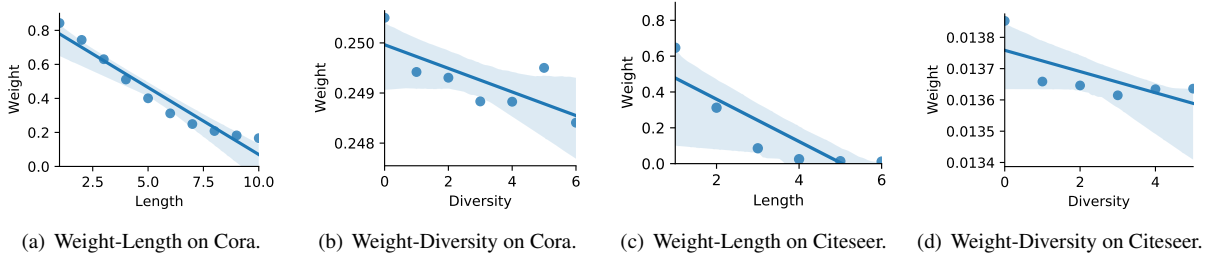 0.8
0.6
0.4
0.2
0.0
Weight
2.5 5.0 7.5 10.0
Length
0.250
0.249
0.248
Weight
0 2 4 6
Diversity
0.8
0.6
0.4
0.2
0.0
Weight
2 4 6
Length
0.0138
0.0137
0.0136
0.0135
0.0134
Weight
0 2 4
Diversity
(a) Weight-Length on Cora.
(b) Weight-Diversity on Cora.
(c) Weight-Length on Citeseer.
(d) Weight-Diversity on Citeseer.